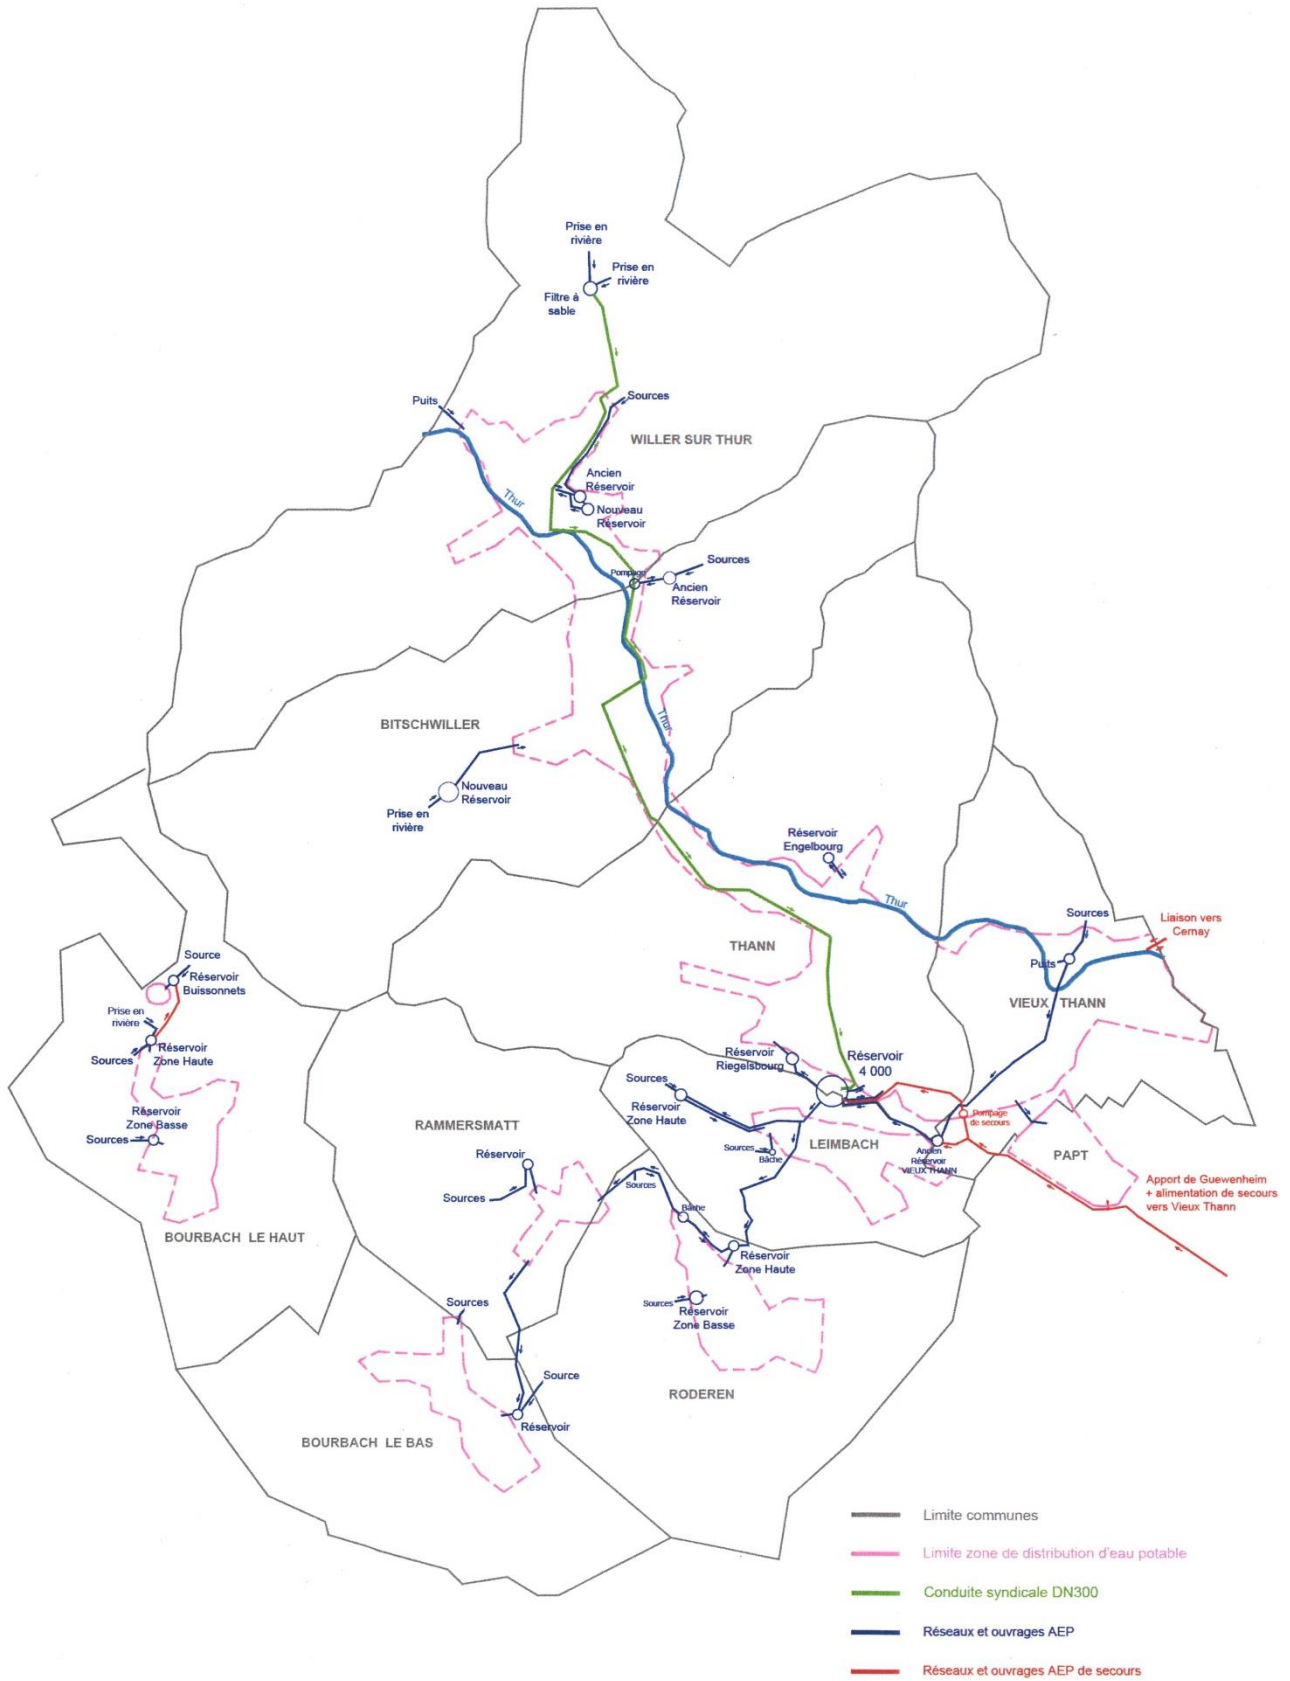 Prise en
rivière
Prise en
rivière
Filtre à
sable
Puits
Sources
WILLER SUR THUR
Ancien
Réservoir
Thur
Nouveau
Réservoir
Sources
Pompage
Ancien
Réservoir
BITSCHWILLER
Thur
Nouveau
Réservoir
Prise en
rivière
Réservoir
Engelbourg
Thur
Sources
Liaison vers
Cernay
THANN
Source
Puits
Réservoir
Buissonnets
VIEUX THANN
Prise en
rivière
Réservoir
Zone Haute
Sources
Réservoir
Riegelsbourg
Réservoir
4 000
Sources
Réservoir
Zone Haute
Réservoir
Zone Basse
Sources
RAMMERSMATT
Pompage
de secours
LEIMBACH
Sources
Bâche
Ancien
Réservoir
VIEUX THANN
PAPT
Réservoir
Sources
Sources
Apport de Guewenheim
+ alimentation de secours
vers Vieux Thann
Bâche
BOURBACH LE HAUT
Réservoir
Zone Haute
Sources
Sources
Réservoir
Zone Basse
Source
RODEREN
Réservoir
BOURBACH LE BAS
Limite communes
Limite zone de distribution d'eau potable
Conduite syndicale DN300
Réseaux et ouvrages AEP
Réseaux et ouvrages AEP de secours